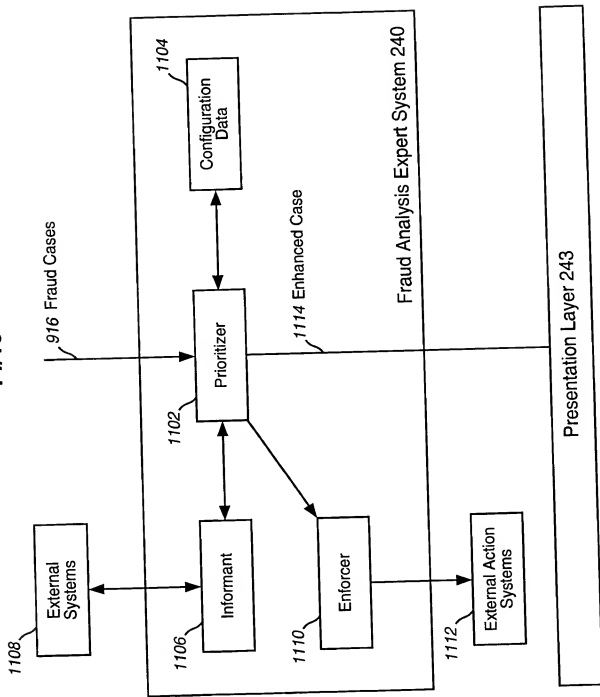 916 Fraud Cases
1108
External
Systems
1104
Configuration
Data
1102
Prioritizer
1106
Informant
1110
Enforcer
1114 Enhanced Case
Fraud Analysis Expert System 240
1112
External Action
Systems
Presentation Layer 243